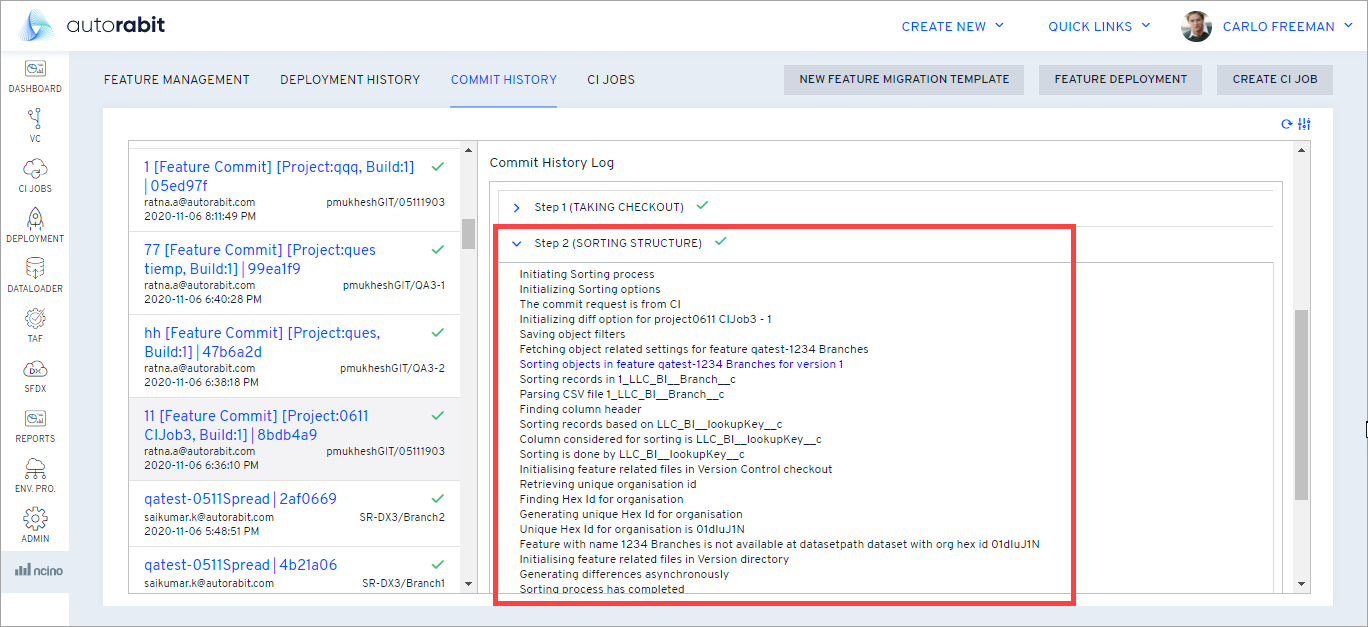 autorabit
CREATE NEW
QUICK LINKS
CARLO FREEMAN
DASHBOARD
VC
CI JOBS
DEPLOYMENT
DATALOADER
TAF
SFDX
REPORTS
ENV. PRO.
ADMIN
ncino
FEATURE MANAGEMENT
DEPLOYMENT HISTORY
COMMIT HISTORY
CI JOBS
NEW FEATURE MIGRATION TEMPLATE
FEATURE DEPLOYMENT
CREATE CI JOB
1 [Feature Commit] [Project:qqq, Build:1]
| 05ed97f
ratna.a@autorabit.com pmukheshGIT/05111903
2020-11-06 8:11:49 PM
77 [Feature Commit] [Project:ques
tiemp, Build:1] | 99ea1f9
ratna.a@autorabit.com pmukheshGIT/QA3-1
2020-11-06 6:40:28 PM
hh [Feature Commit] [Project:ques,
Build:1] | 47b6a2d
ratna.a@autorabit.com pmukheshGIT/QA3-2
2020-11-06 6:38:18 PM
11 [Feature Commit] [Project:0611
CIJob3, Build:1] | 8bdb4a9
ratna.a@autorabit.com pmukheshGIT/05111903
2020-11-06 6:36:10 PM
qatest-0511Spread | 2af0669
saikumar.k@autorabit.com SR-DX3/Branch2
2020-11-06 5:48:51 PM
qatest-0511Spread | 4b21a06
saikumar.k@autorabit.com SR-DX3/Branch1
Commit History Log
Step 1 (TAKING CHECKOUT)
Step 2 (SORTING STRUCTURE)
Initiating Sorting process
Initializing Sorting options
The commit request is from CI
Initializing diff option for project0611 CIJob3 - 1
Saving object filters
Fetching object related settings for feature qatest-1234 Branches
Sorting objects in feature qatest-1234 Branches for version 1
Sorting records in 1_LLC_BI__Branch__c
Parsing CSV file 1_LLC_BI__Branch__c
Finding column header
Sorting records based on LLC_BI__lookupKey__c
Column considered for sorting is LLC_BI__lookupKey__c
Sorting is done by LLC_BI__lookupKey__c
Initialising feature related files in Version Control checkout
Retrieving unique organisation id
Finding Hex Id for organisation
Generating unique Hex Id for organisation
Unique Hex Id for organisation is 01dIuJ1N
Feature with name 1234 Branches is not available at datasetpath dataset with org hex id 01dIuJ1N
Initialising feature related files in Version directory
Generating differences asynchronously
Sorting process has completed